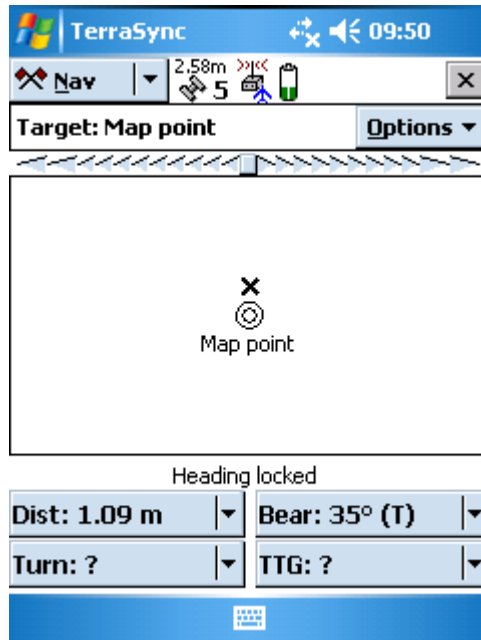 TerraSync 09:50
Nav 2.58m 5
Target: Map point Options
Map point
Heading locked
Dist: 1.09 m Bear: 35° (T)
Turn: ? TTG: ?